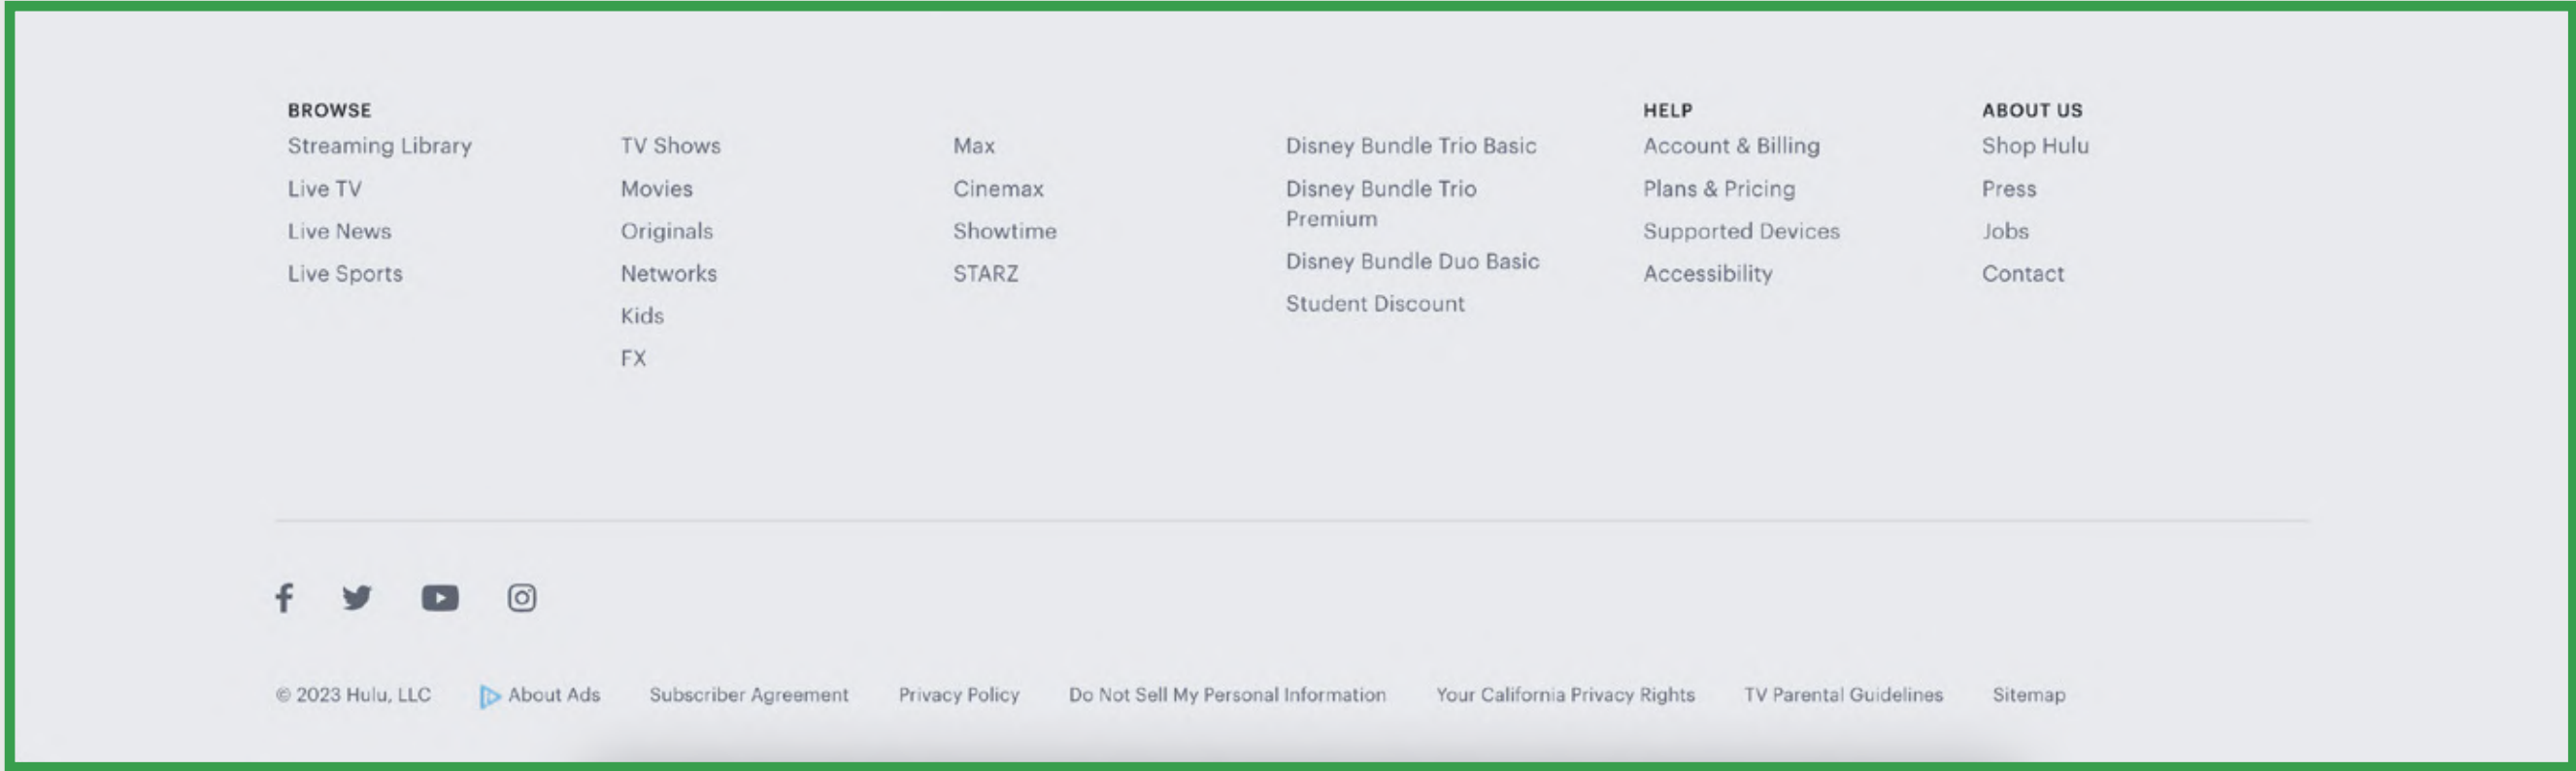 BROWSE
Streaming Library
Live TV
Live News
Live Sports
TV Shows
Movies
Originals
Networks
Kids
FX
Max
Cinemax
Showtime
STARZ
Disney Bundle Trio Basic
Disney Bundle Trio
Premium
Disney Bundle Duo Basic
Student Discount
HELP
Account & Billing
Plans & Pricing
Supported Devices
Accessibility
ABOUT US
Shop Hulu
Press
Jobs
Contact
© 2023 Hulu, LLC About Ads Subscriber Agreement Privacy Policy Do Not Sell My Personal Information Your California Privacy Rights TV Parental Guidelines Sitemap